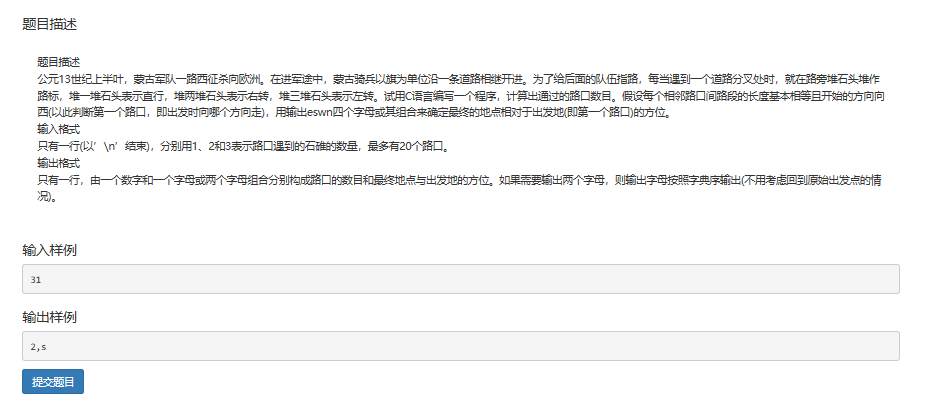 题目描述
题目描述
公元13世纪上半叶，蒙古军队一路西征杀向欧洲。在进军途中，蒙古骑兵以旗为单位沿一条道路相继开进。为了给后面的队伍指路，每当遇到一个道路分叉处时，就在路旁堆石头堆作
路标，堆一堆石头表示直行，堆两堆石头表示右转，堆三堆石头表示左转。试用C语言编写一个程序，计算出通过的路口数目。假设每个相邻路口间路段的长度基本相等且开始的方向向
西(以此判断第一个路口，即出发时向哪个方向走)，用输出eswn四个字母或其组合来确定最终的地点相对于出发地(即第一个路口)的方位。
输入格式
只有一行(以’\n’结束)，分别用1、2和3表示路口遇到的石碓的数量，最多有20个路口。
输出格式
只有一行，由一个数字和一个字母或两个字母组合分别构成路口的数目和最终地点与出发地的方位。如果需要输出两个字母，则输出字母按照字典序输出(不用考虑回到原始出发点的情
况)。
输入样例
31
输出样例
2,s
提交题目